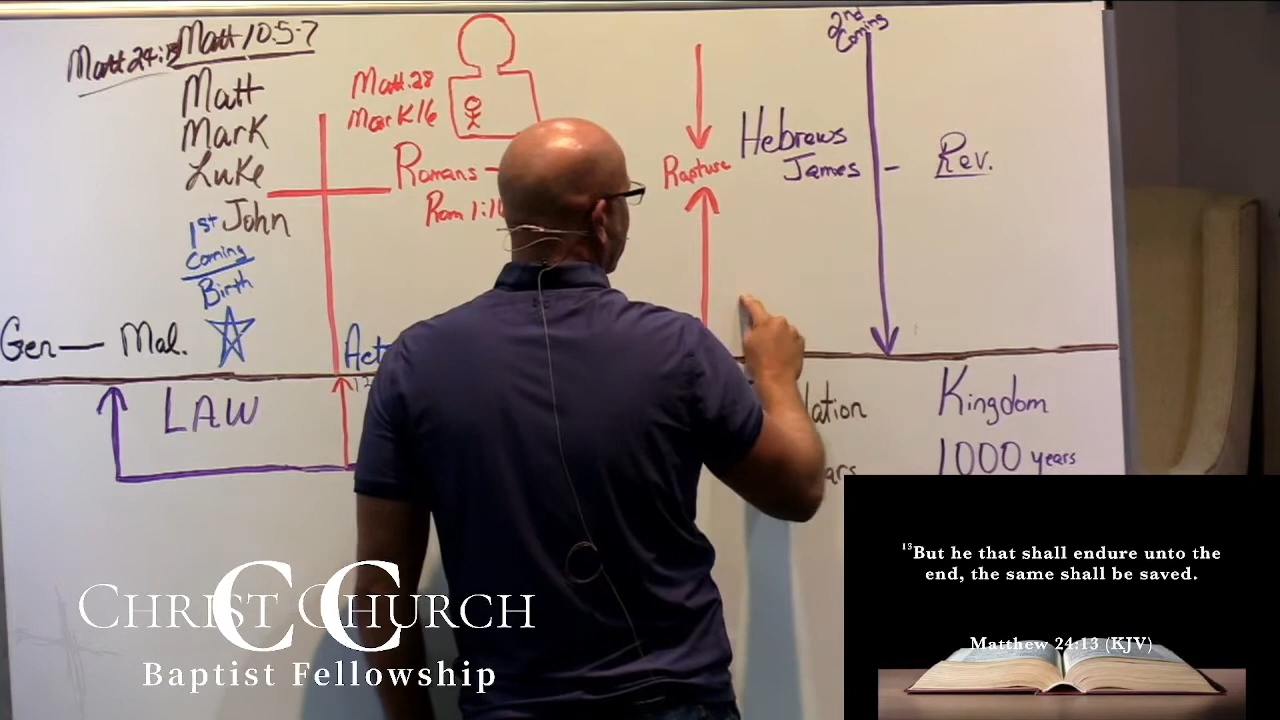 Matt 24:13
Matt 10:5-7
Matt
Mark
Luke
John
1st
Coming
Birth
Gen— Mal.
LAW
Matt. 28
Mark 16
Romans –
Rom 1:16
Rapture
Hebrews
James –
2nd
Coming
Rev.
Kingdom
1000 years
CC
CHRIST CHURCH
Baptist Fellowship
13But he that shall endure unto the
end, the same shall be saved.
Matthew 24:13 (KJV)